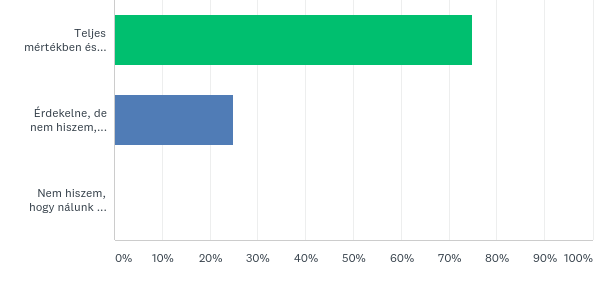 Teljes
mértékben és...
Érdekelne, de
nem hiszem,...
Nem hiszem,
hogy nálunk ...
0% 10% 20% 30% 40% 50% 60% 70% 80% 90% 100%